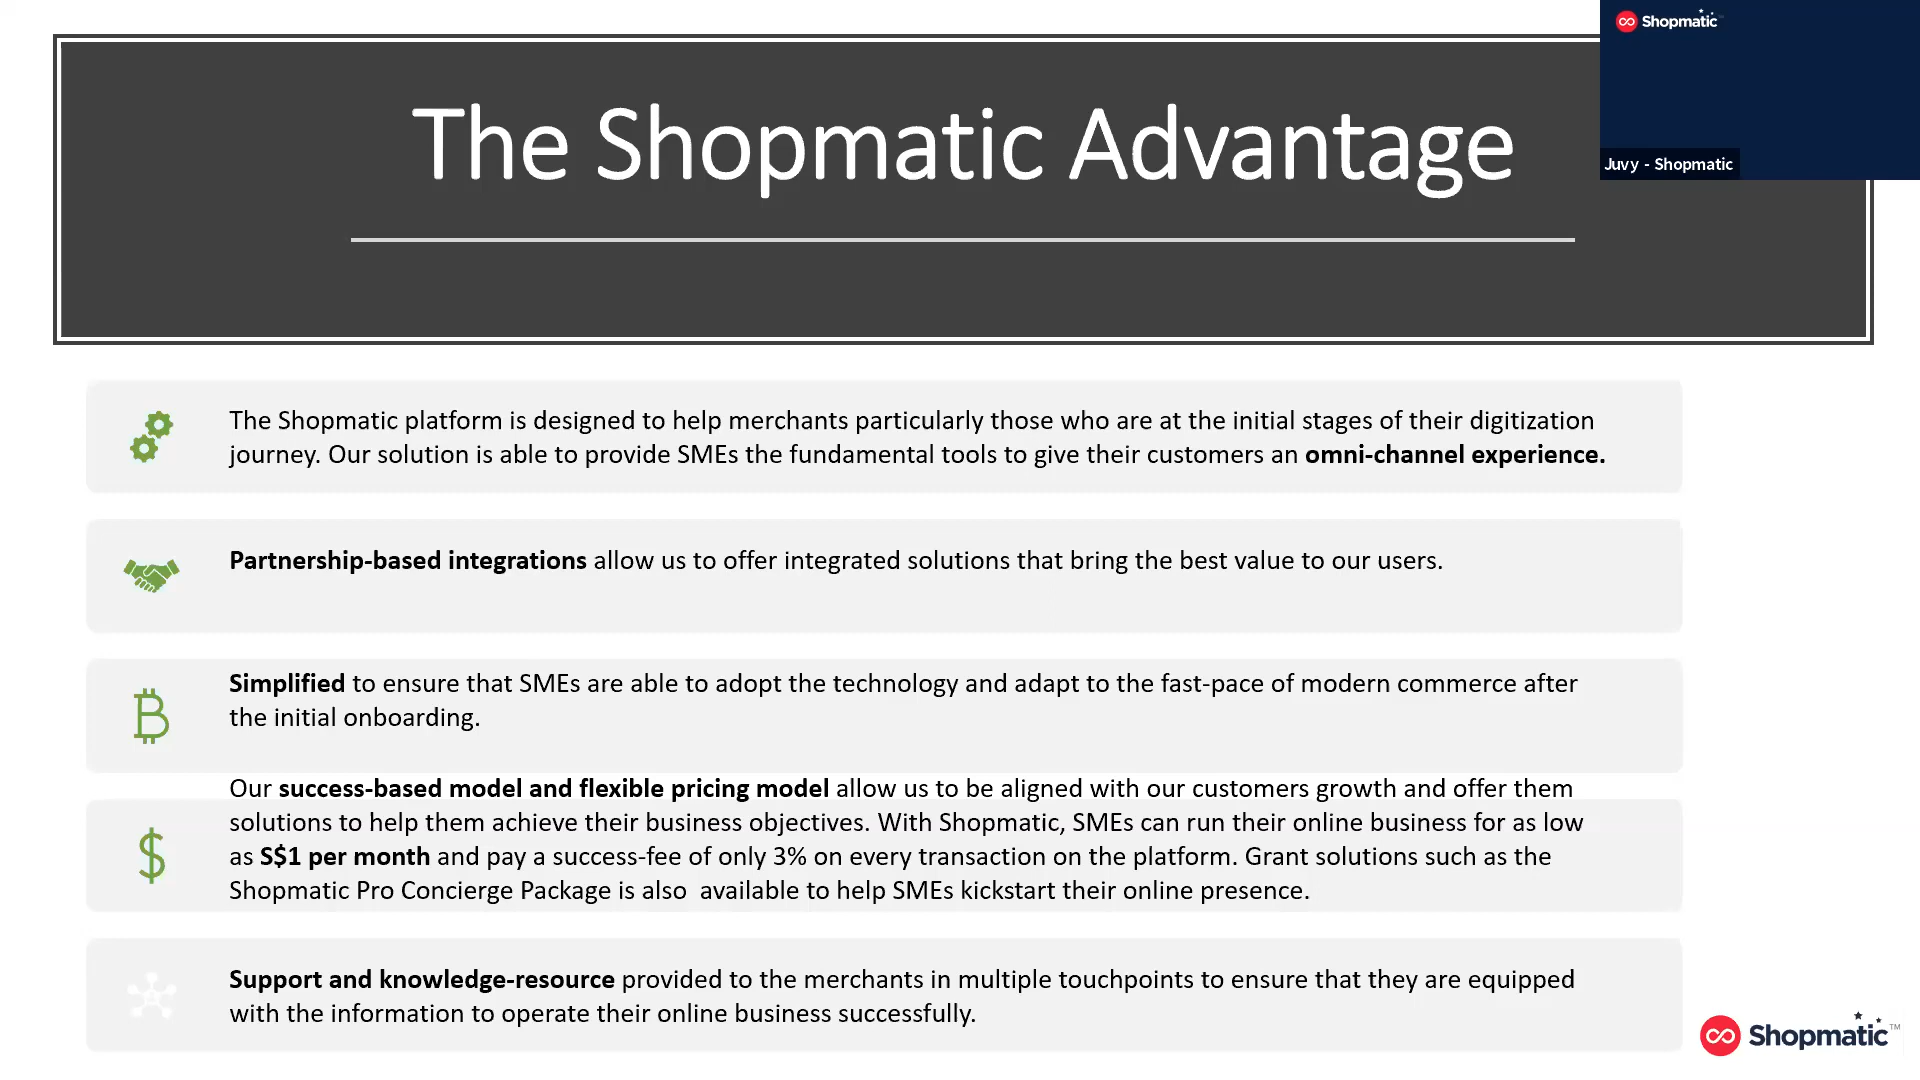 Shopmatic
The Shopmatic Advantage
Juvy - Shopmatic
The Shopmatic platform is designed to help merchants particularly those who are at the initial stages of their digitization
journey. Our solution is able to provide SMEs the fundamental tools to give their customers an omni-channel experience.
Partnership-based integrations allow us to offer integrated solutions that bring the best value to our users.
Simplified to ensure that SMEs are able to adopt the technology and adapt to the fast-pace of modern commerce after
the initial onboarding.
Our success-based model and flexible pricing model allow us to be aligned with our customers growth and offer them
solutions to help them achieve their business objectives. With Shopmatic, SMEs can run their online business for as low
as S$1 per month and pay a success-fee of only 3% on every transaction on the platform. Grant solutions such as the
Shopmatic Pro Concierge Package is also  available to help SMEs kickstart their online presence.
Support and knowledge-resource provided to the merchants in multiple touchpoints to ensure that they are equipped
with the information to operate their online business successfully.
Shopmatic™